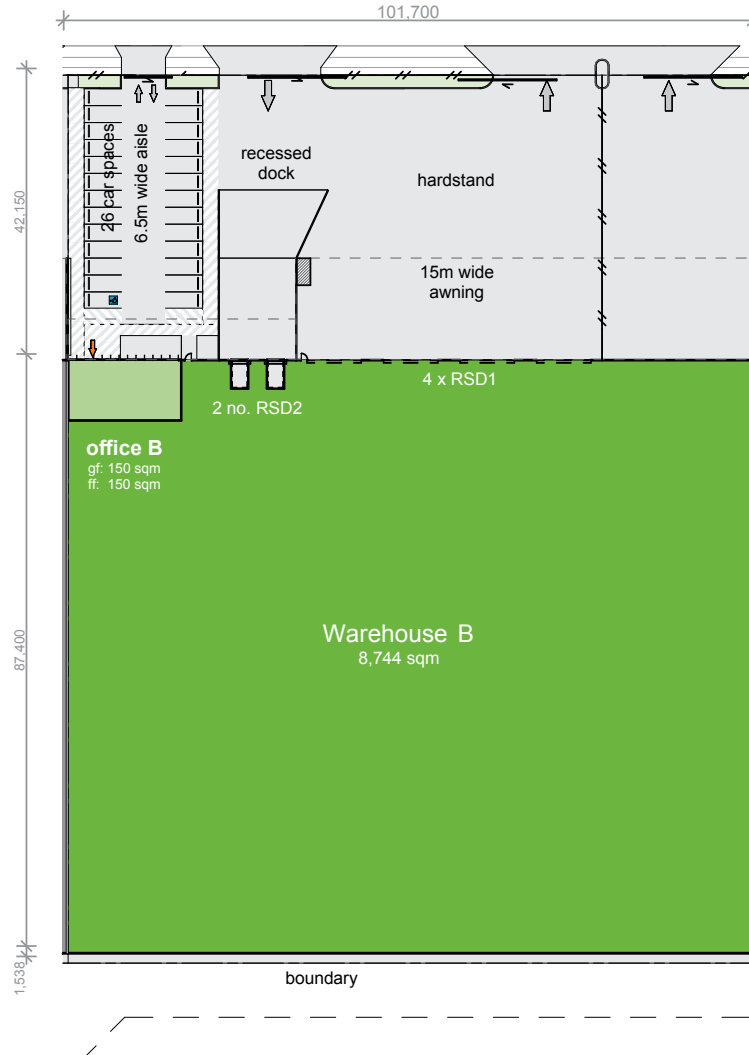 101,700
26 car spaces
6.5m wide aisle
recessed
dock
hardstand
42,150
15m wide
awning
4 x RSD1
2 no. RSD2
office B
gf: 150 sqm
ff: 150 sqm
Warehouse B
8,744 sqm
87,400
1,538
boundary